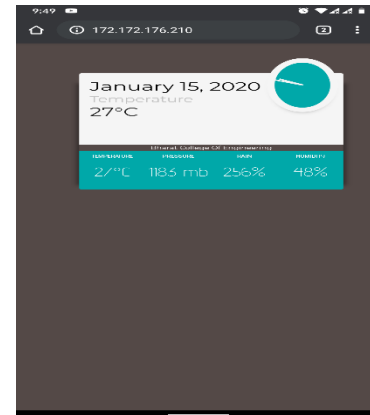 9:49
172.172.176.210
2
January 15, 2020
Temperature
27°C
Bharat College Of Engineering
TEMPERATURE PRESSURE RAIN HUMIDITY
27°C 1183 mb 256% 48%